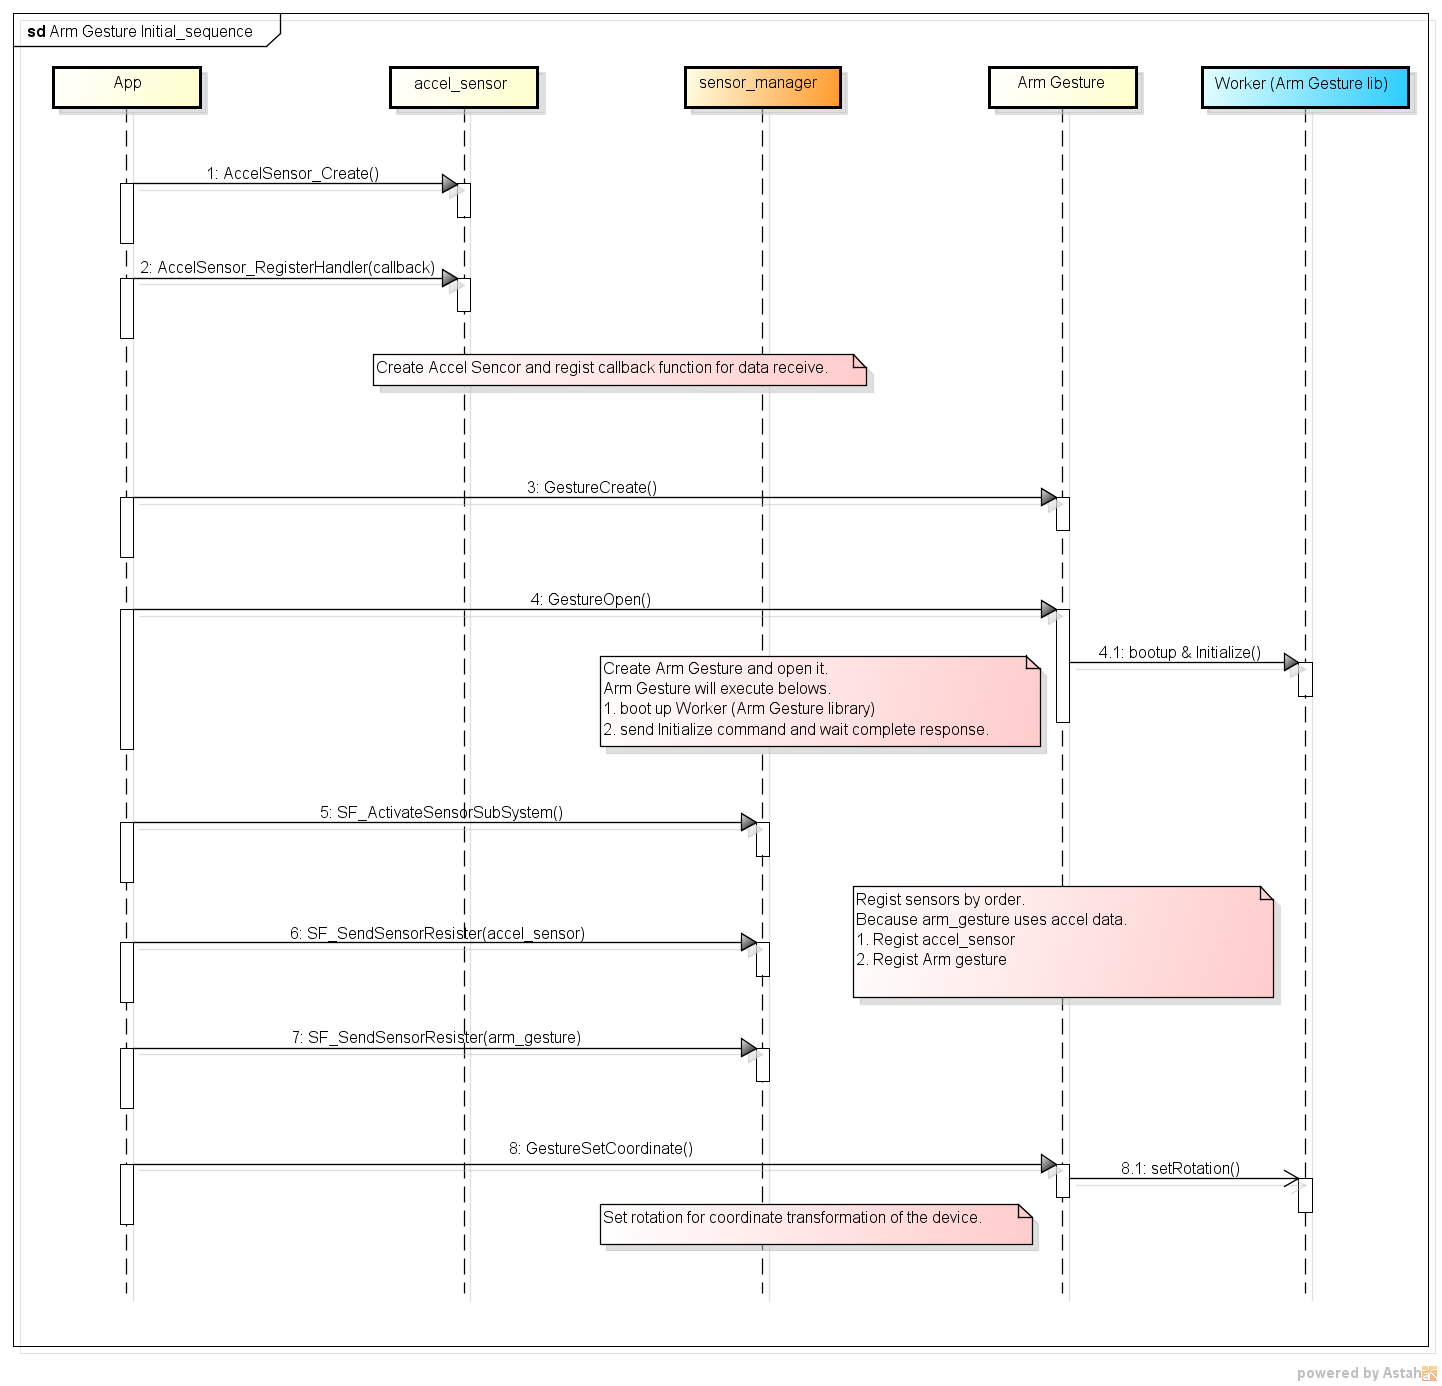 sd Arm Gesture Initial_sequence
App
accel_sensor
sensor_manager
Arm Gesture
Worker (Arm Gesture lib)
1: AccelSensor_Create()
2: AccelSensor_RegisterHandler(callback)
Create Accel Sencor and regist callback function for data receive.
3: GestureCreate()
4: GestureOpen()
4.1: bootup & Initialize()
Create Arm Gesture and open it.
Arm Gesture will execute belows.
1. boot up Worker (Arm Gesture library)
2. send Initialize command and wait complete response.
5: SF_ActivateSensorSubSystem()
Regist sensors by order.
Because arm_gesture uses accel data.
1. Regist accel_sensor
2. Regist Arm gesture
6: SF_SendSensorResister(accel_sensor)
7: SF_SendSensorResister(arm_gesture)
8: GestureSetCoordinate()
8.1: setRotation()
Set rotation for coordinate transformation of the device.
powered by Astah